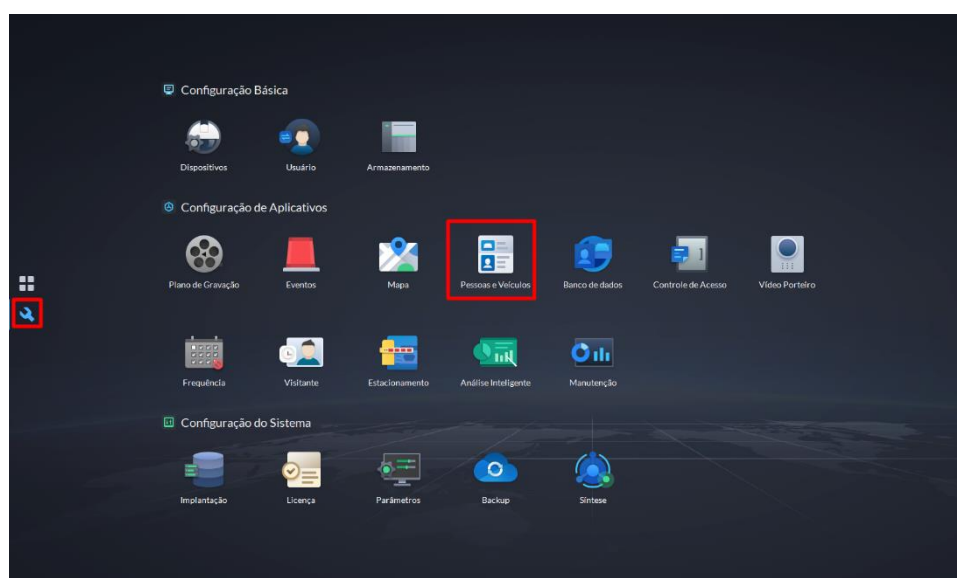 Configuração Básica
Dispositivos
Usuário
Armazenamento
Configuração de Aplicativos
Plano de Gravação
Eventos
Mapa
Pessoas e Veículos
Banco de dados
Controle de Acesso
Vídeo Porteiro
Frequência
Visitante
Estacionamento
Análise Inteligente
Manutenção
Configuração do Sistema
Implantação
Licença
Parâmetros
Backup
Síntese